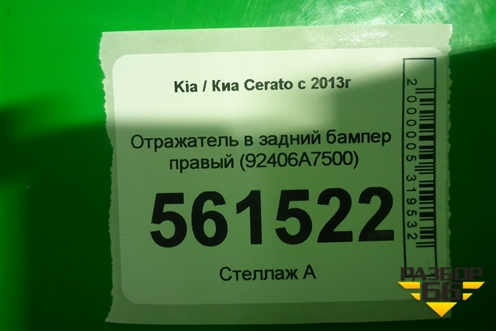 Kia / Киа Cerato с 2013г
Отражатель в задний бампер
правый (92406A7500)
561522
Стеллаж А
2000005319532
РАЗБОР
66